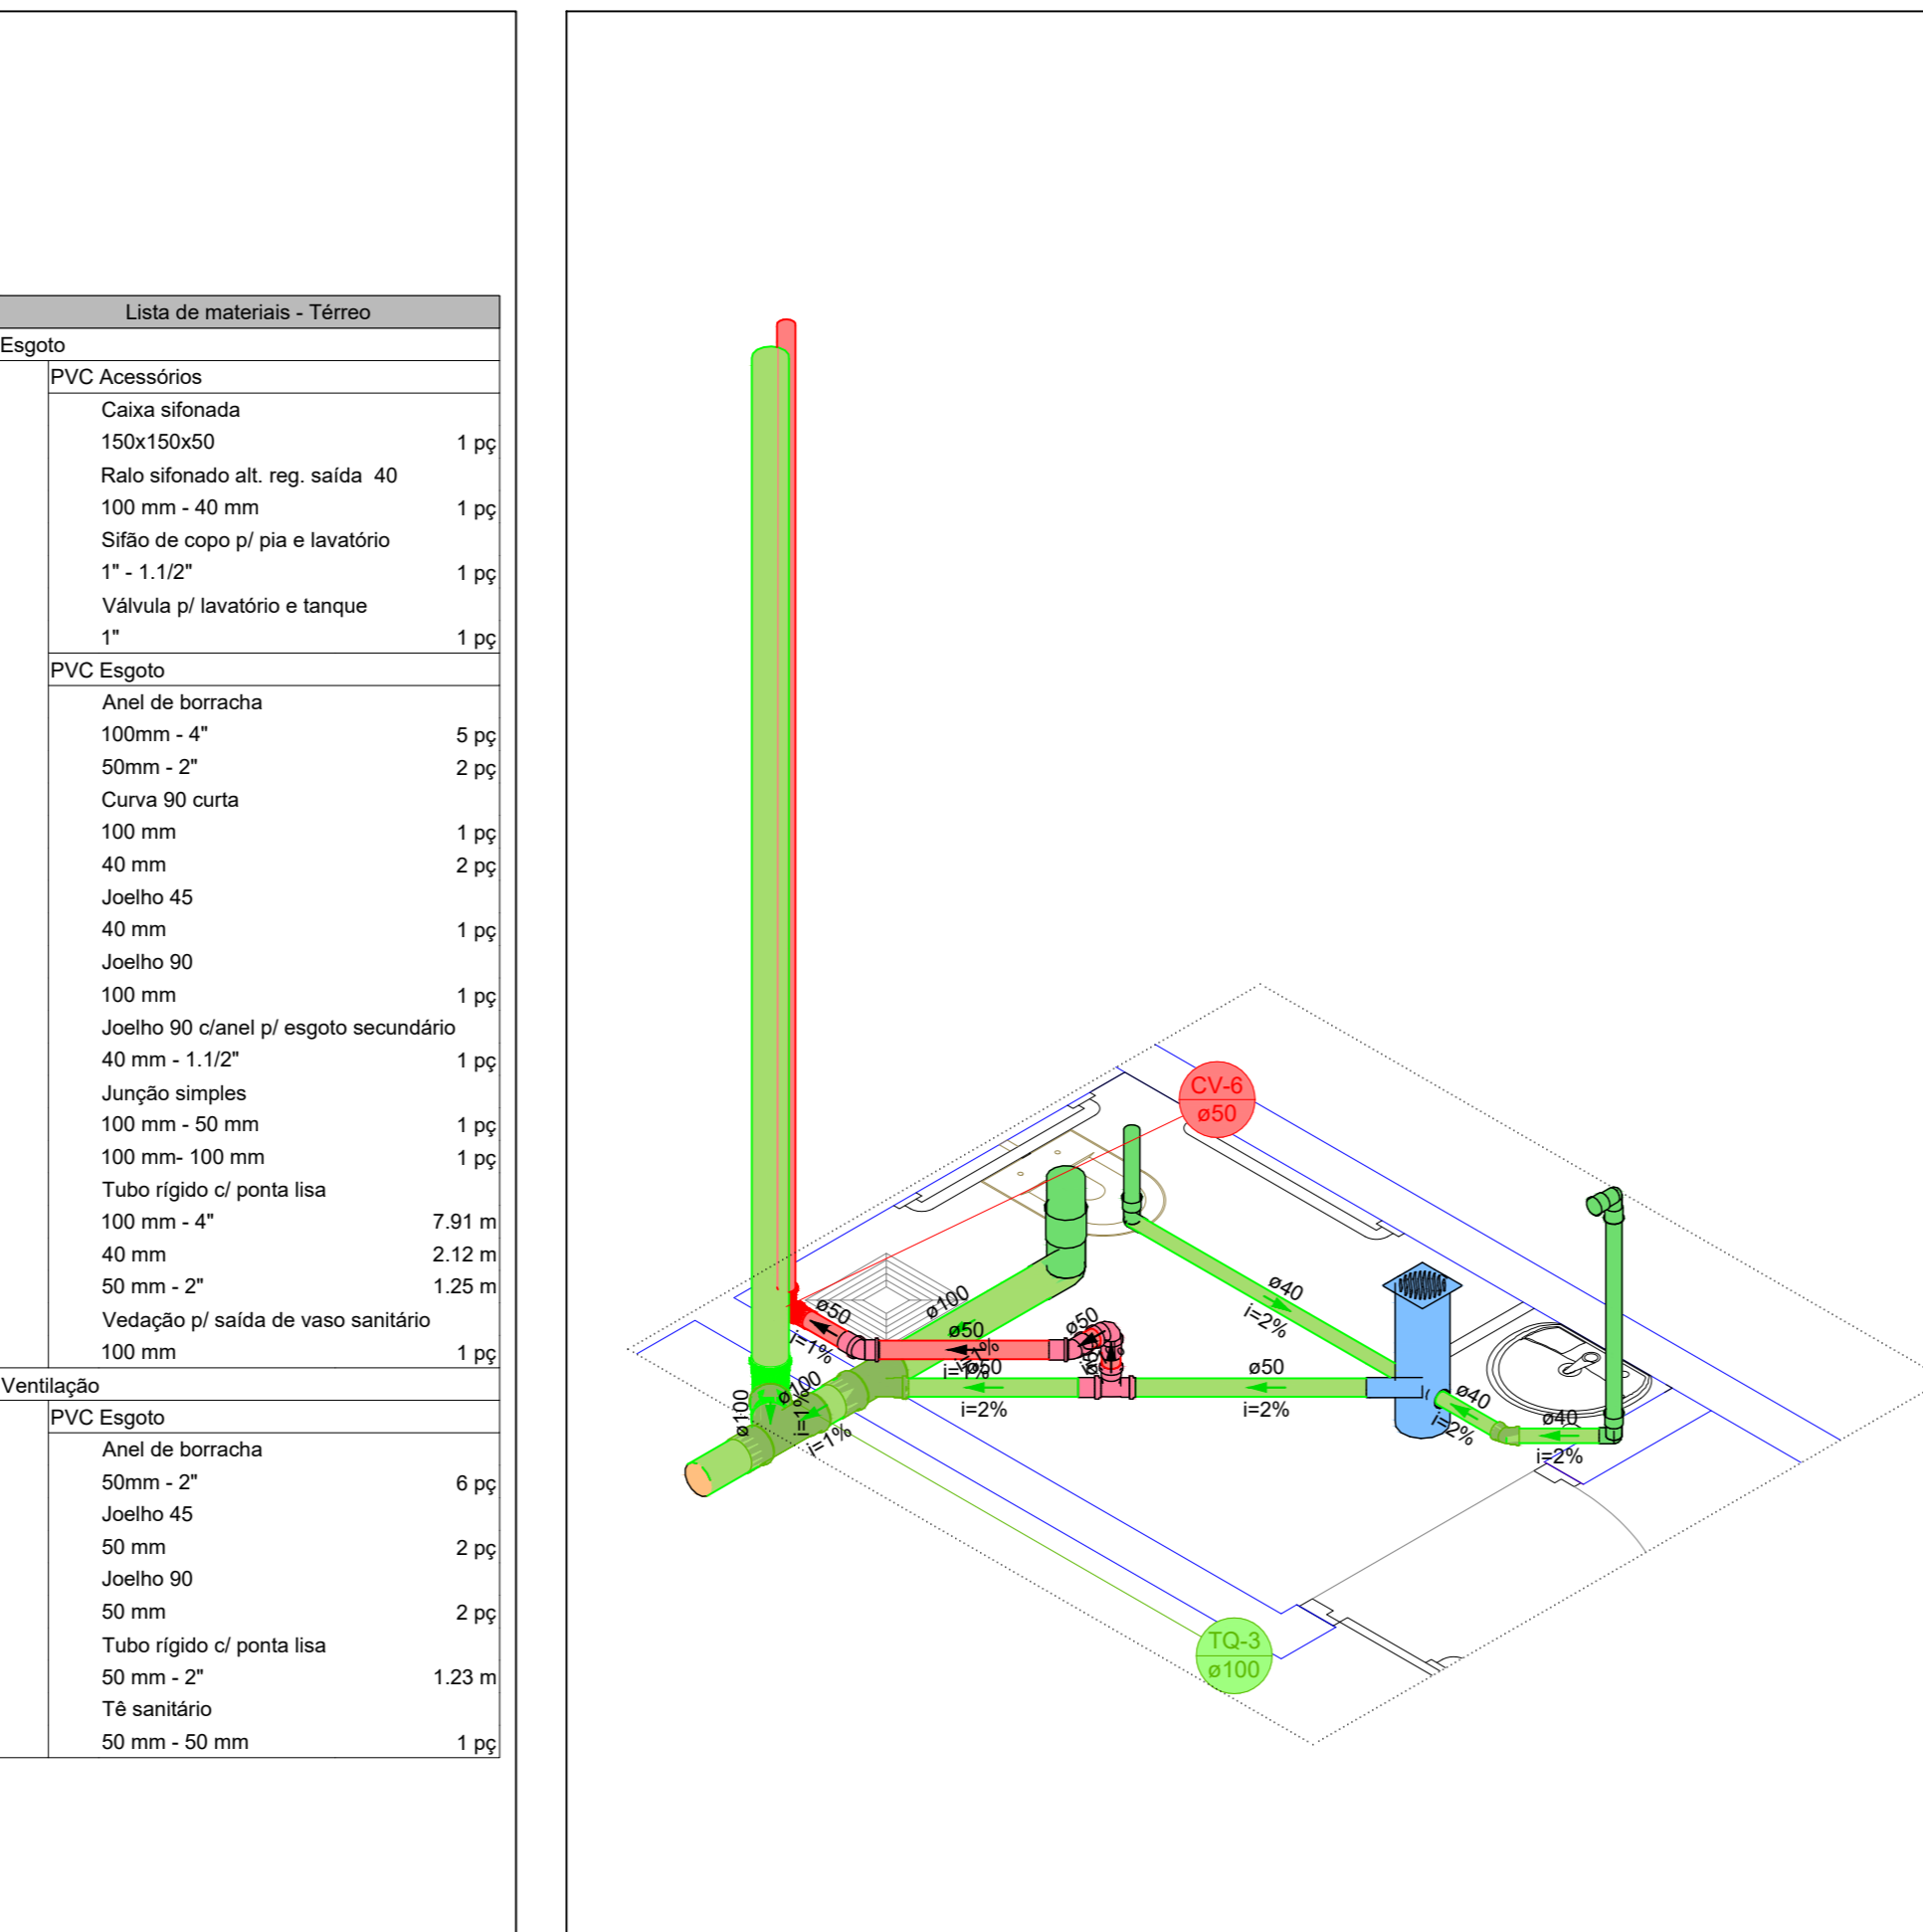 Lista de materiais - Térreo
Esgoto
PVC Acessórios
Caixa sifonada
150x150x50 1 pç
Ralo sifonado alt. reg. saída 40
100 mm - 40 mm 1 pç
Sifão de copo p/ pia e lavatório
1" - 1.1/2" 1 pç
Válvula p/ lavatório e tanque
1" 1 pç
PVC Esgoto
Anel de borracha
100mm - 4" 5 pç
50mm - 2" 2 pç
Curva 90 curta
100 mm 1 pç
40 mm 2 pç
Joelho 45
40 mm 1 pç
Joelho 90
100 mm 1 pç
Joelho 90 c/anel p/ esgoto secundário
40 mm - 1.1/2" 1 pç
Junção simples
100 mm - 50 mm 1 pç
100 mm- 100 mm 1 pç
Tubo rígido c/ ponta lisa
100 mm - 4" 7.91 m
40 mm 2.12 m
50 mm - 2" 1.25 m
Vedação p/ saída de vaso sanitário
100 mm 1 pç
Ventilação
PVC Esgoto
Anel de borracha
50mm - 2" 6 pç
Joelho 45
50 mm 2 pç
Joelho 90
50 mm 2 pç
Tubo rígido c/ ponta lisa
50 mm - 2" 1.23 m
Tê sanitário
50 mm - 50 mm 1 pç
CV-6
ø50
ø40
i=2%
ø100
ø50
i=1%
ø50
i=1%
ø50
ø50
i=2%
ø50
i=2%
ø40
i=2%
ø40
i=2%
ø100
i=1%
ø100
i=1%
TQ-3
ø100